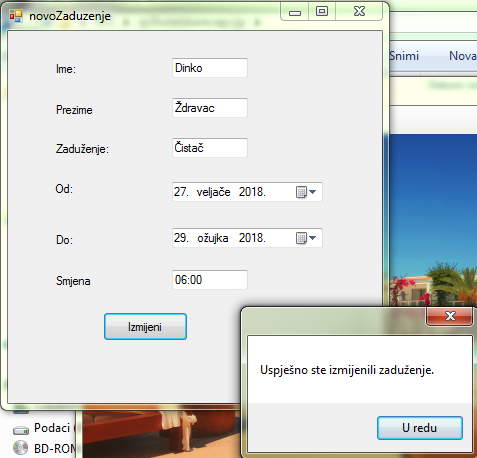 novoZaduzenje
Snimi Nova
Ime: Dinko
Prezime Ždravac
Zaduženje: Čistač
Od: 27. veljače 2018.
Do: 29. ožujka 2018.
Smjena 06:00
Izmijeni
Uspješno ste izmijenili zaduženje.
U redu
Podaci (
BD-ROM